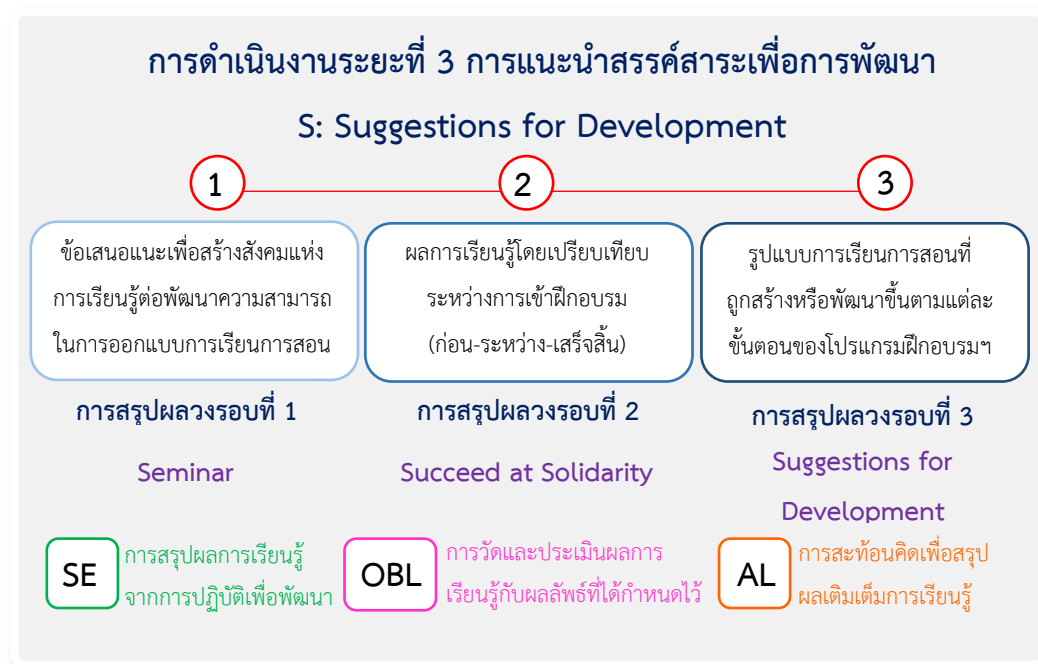 การดำเนินงานระยะที่ 3 การแนะนำสรรค์สาระเพื่อการพัฒนา
S: Suggestions for Development
1
2
3
ข้อเสนอแนะเพื่อสร้างสังคมแห่ง
การเรียนรู้ต่อพัฒนาความสามารถ
ในการออกแบบการเรียนการสอน
ผลการเรียนรู้โดยเปรียบเทียบ
ระหว่างการเข้าฝึกอบรม
(ก่อน-ระหว่าง-เสร็จสิ้น)
รูปแบบการเรียนการสอนที่
ถูกสร้างหรือพัฒนาขึ้นตามแต่ละ
ขั้นตอนของโปรแกรมฝึกอบรมฯ
การสรุปผลวงรอบที่ 1
การสรุปผลวงรอบที่ 2
การสรุปผลวงรอบที่ 3
Seminar
Succeed at Solidarity
Suggestions for
Development
SE
การสรุปผลการเรียนรู้
จากการปฏิบัติเพื่อพัฒนา
OBL
การวัดและประเมินผลการ
เรียนรู้กับผลลัพธ์ที่ได้กำหนดไว้
AL
การสะท้อนคิดเพื่อสรุป
ผลเติมเต็มการเรียนรู้